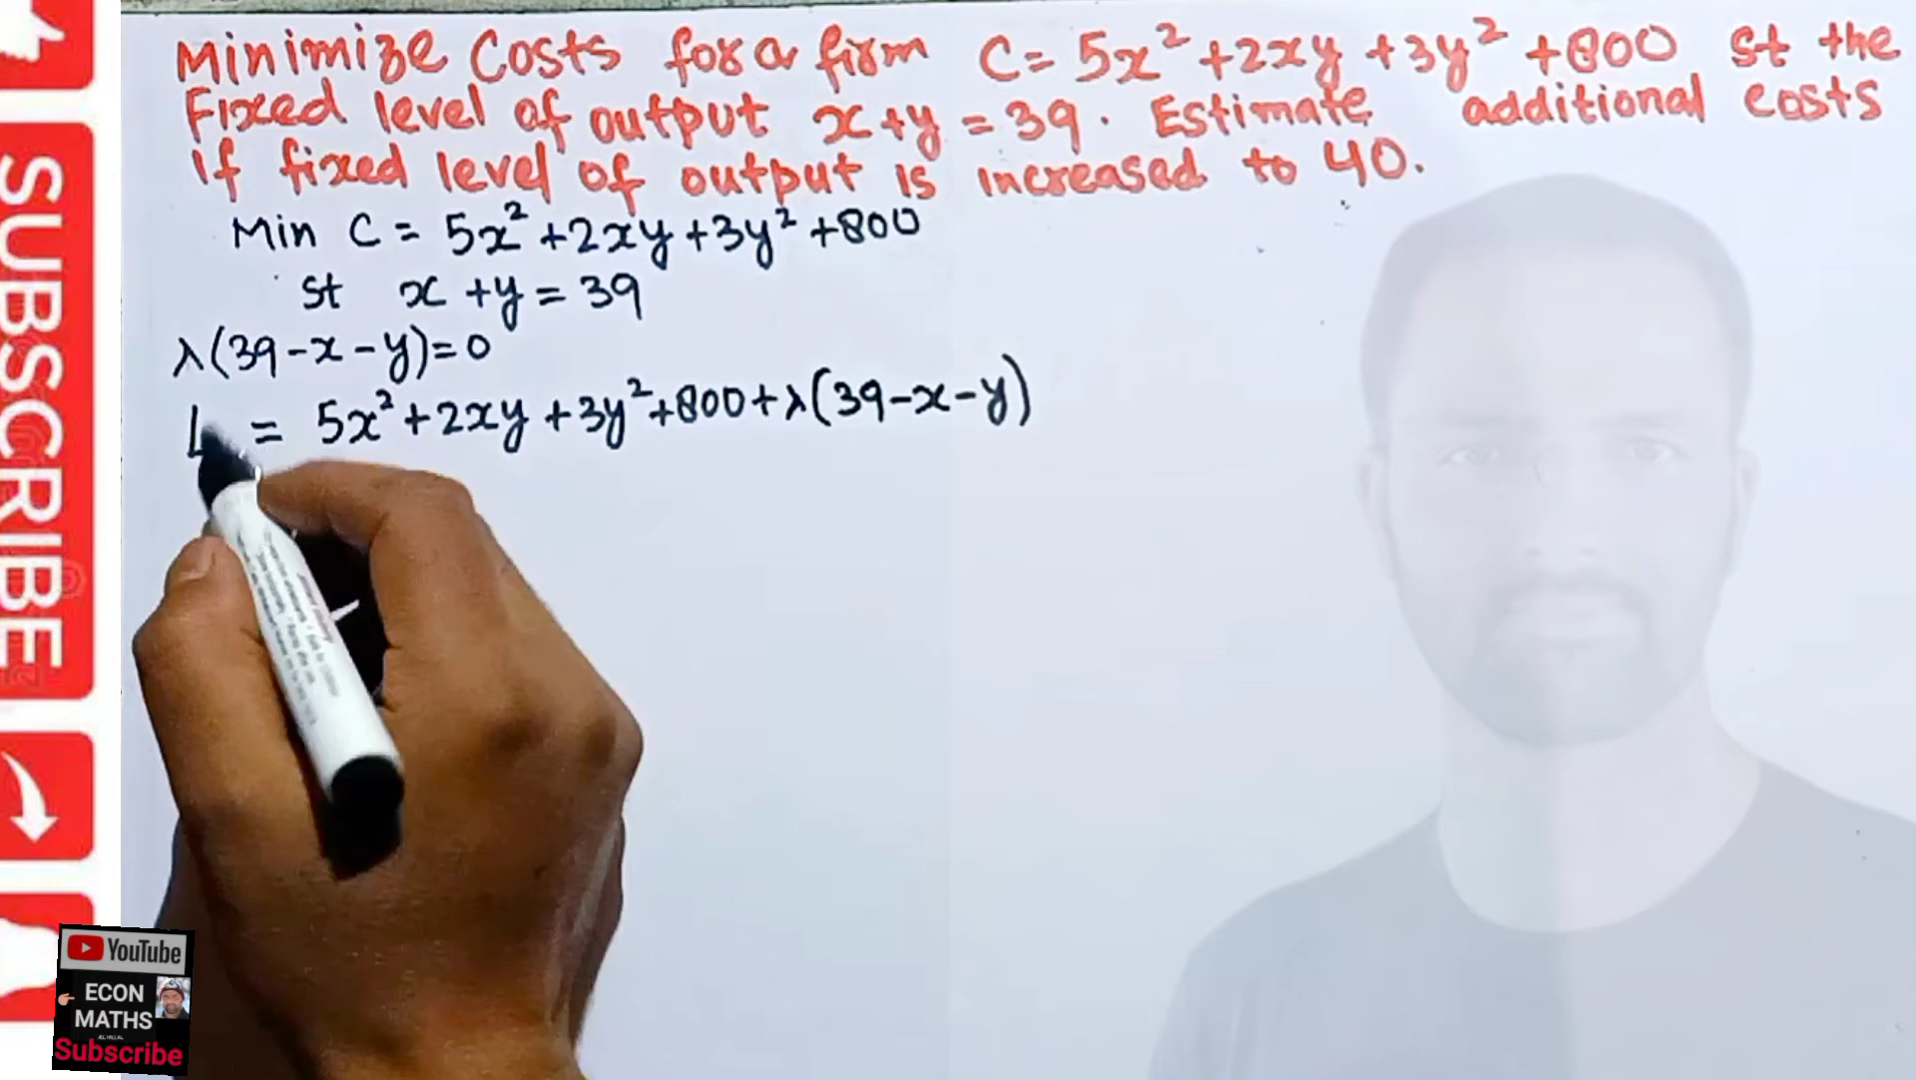 Minimize Costs for a firm C = 5x² + 2xy + 3y² + 800 St the
Fixed level of output x + y = 39. Estimate additional costs
if fixed level of output is increased to 40.
Min C = 5x² + 2xy + 3y² + 800
st x + y = 39
λ(39 - x - y) = 0
L = 5x² + 2xy + 3y² + 800 + λ(39 - x - y)
SUBSCRIBE
YouTube
ECON
MATHS
Subscribe